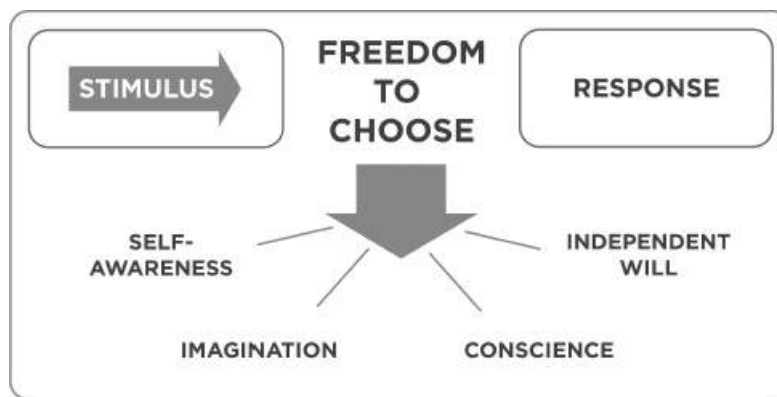 STIMULUS
FREEDOM
TO
CHOOSE
RESPONSE
SELF-
AWARENESS
IMAGINATION
CONSCIENCE
INDEPENDENT
WILL